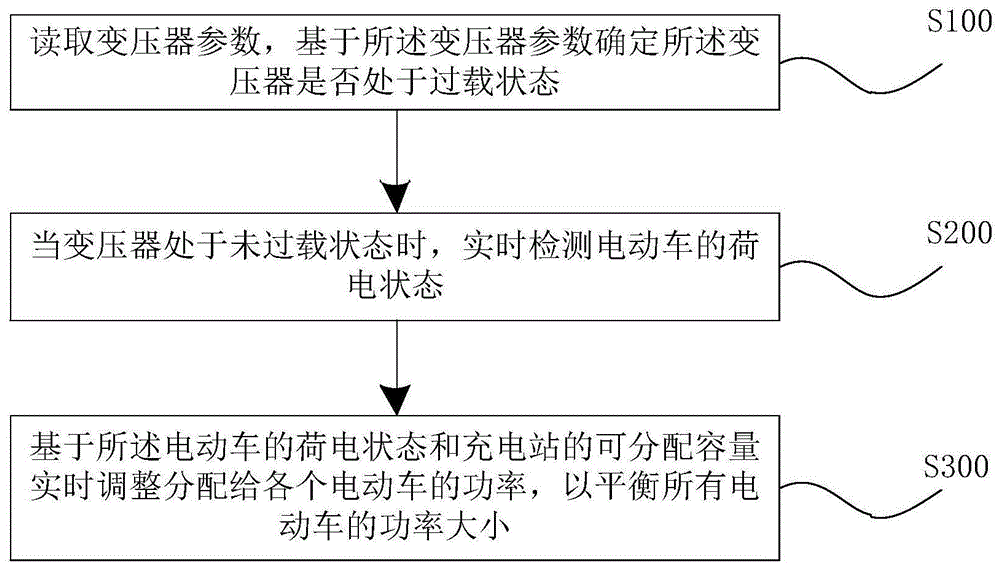 读取变压器参数，基于所述变压器参数确定所述变
压器是否处于过载状态
S100
当变压器处于未过载状态时，实时检测电动车的荷
电状态
S200
基于所述电动车的荷电状态和充电站的可分配容量
实时调整分配给各个电动车的功率，以平衡所有电
动车的功率大小
S300